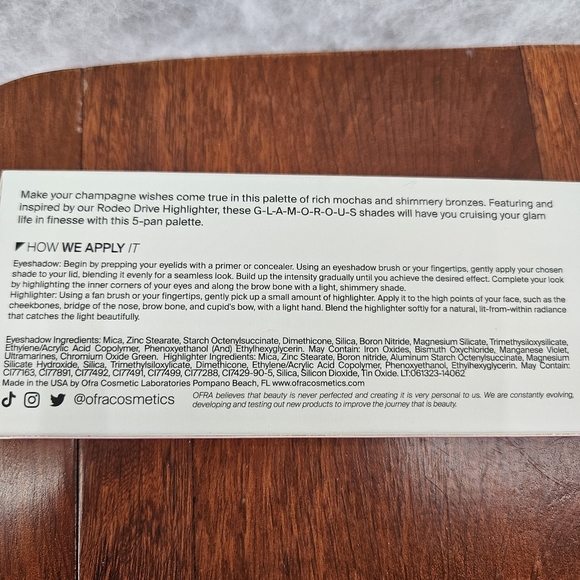 Make your champagne wishes come true in this palette of rich mochas and shimmery bronzes. Featuring and
inspired by our Rodeo Drive Highlighter, these G-L-A-M-O-R-O-U-S shades will have you cruising your glam
life in finesse with this 5-pan palette.
HOW WE APPLY IT
Eyeshadow: Begin by prepping your eyelids with a primer or concealer. Using an eyeshadow brush or your fingertips, gently apply your chosen
shade to your lid, blending it evenly for a seamless look. Build up the intensity gradually until you achieve the desired effect. Complete your look
by highlighting the inner corners of your eyes and along the brow bone with a light, shimmery shade.
Highlighter: Using a fan brush or your fingertips, gently pick up a small amount of highlighter. Apply it to the high points of your face, such as the
cheekbones, bridge of the nose, brow bone, and cupid's bow, with a light hand. Blend the highlighter softly for a natural, lit-from-within radiance
that catches the light beautifully.
Eyeshadow Ingredients: Mica, Zinc Stearate, Starch Octenylsuccinate, Dimethicone, Silica, Boron Nitride, Magnesium Silicate, Trimethylsiloxysilicate,
Ethylene/Acrylic Acid Copolymer, Phenoxyethanol (And) Ethylhexyglycerin. May Contain: Iron Oxides, Bismuth Oxychloride, Manganese Violet,
Ultramarines, Chromium Oxide Green. Highlighter Ingredients: Mica, Zinc Stearate, Boron nitride, Aluminum Starch Octenylsuccinate, Magnesium
Silicate Hydroxide, Silica, Trimethylsiloxylicate, Dimethicone, Ethylene/Acrylic Acid Copolymer, Phenoxyethanol, Ethylhexyglycerin. May Contain:
CI77163, CI77891, CI77492, CI77491, CI77499, CI77288, CI7429-90-5, Silica, Silicon Dioxide, Tin Oxide. LT:061323-14062
Made in the USA by Ofra Cosmetic Laboratories Pompano Beach, FL www.ofracosmetics.com
@ofracosmetics
OFRA believes that beauty is never perfected and creating it is very personal to us. We are constantly evolving,
developing and testing out new products to improve the journey that is beauty.